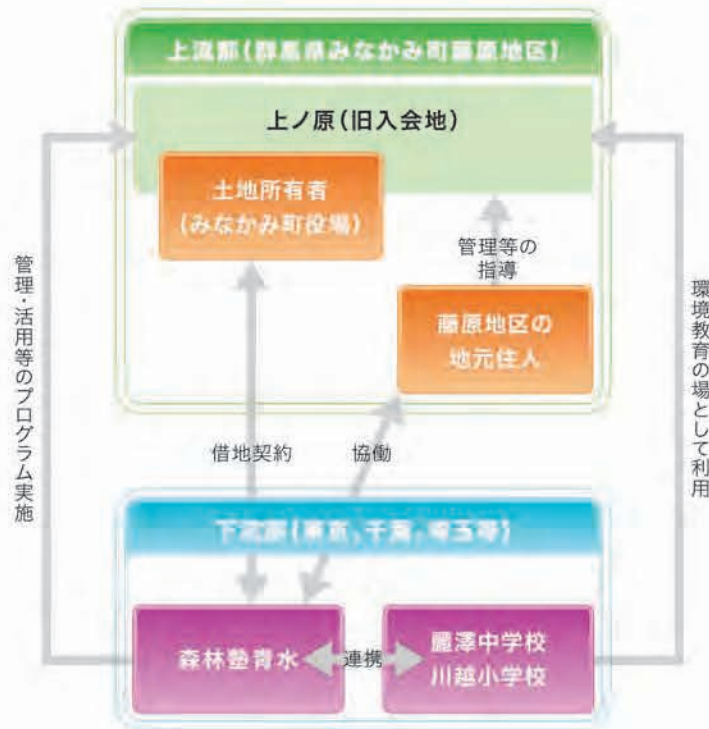 上流部(群馬県みなかみ町藤原地区)
上ノ原(旧入会地)
土地所有者
(みなかみ町役場)
管理等の
指導
藤原地区の
地元住人
管理・活用等のプログラム実施
環境教育の場として利用
借地契約
協働
下流部(東京、千葉、埼玉等)
森林塾青水
連携
麗澤中学校
川越小学校